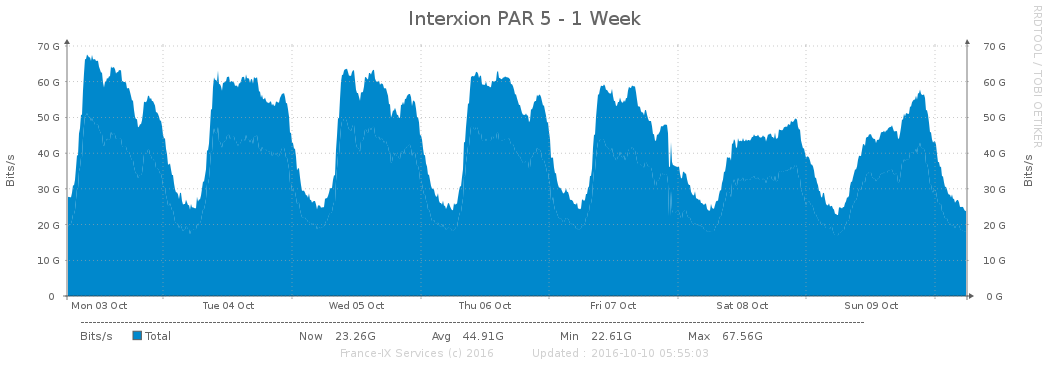 Interxion PAR 5 - 1 Week
RRDTOOL / TOBI OETIKER
Bits/s
Bits/s
70 G 70 G
60 G 60 G
50 G 50 G
40 G 40 G
30 G 30 G
20 G 20 G
10 G 10 G
0 0 G
Mon 03 Oct Tue 04 Oct Wed 05 Oct Thu 06 Oct Fri 07 Oct Sat 08 Oct Sun 09 Oct
Bits/s Total Now 23.26G Avg 44.91G Min 22.61G Max 67.56G
France-IX Services (c) 2016 Updated : 2016-10-10 05:55:03